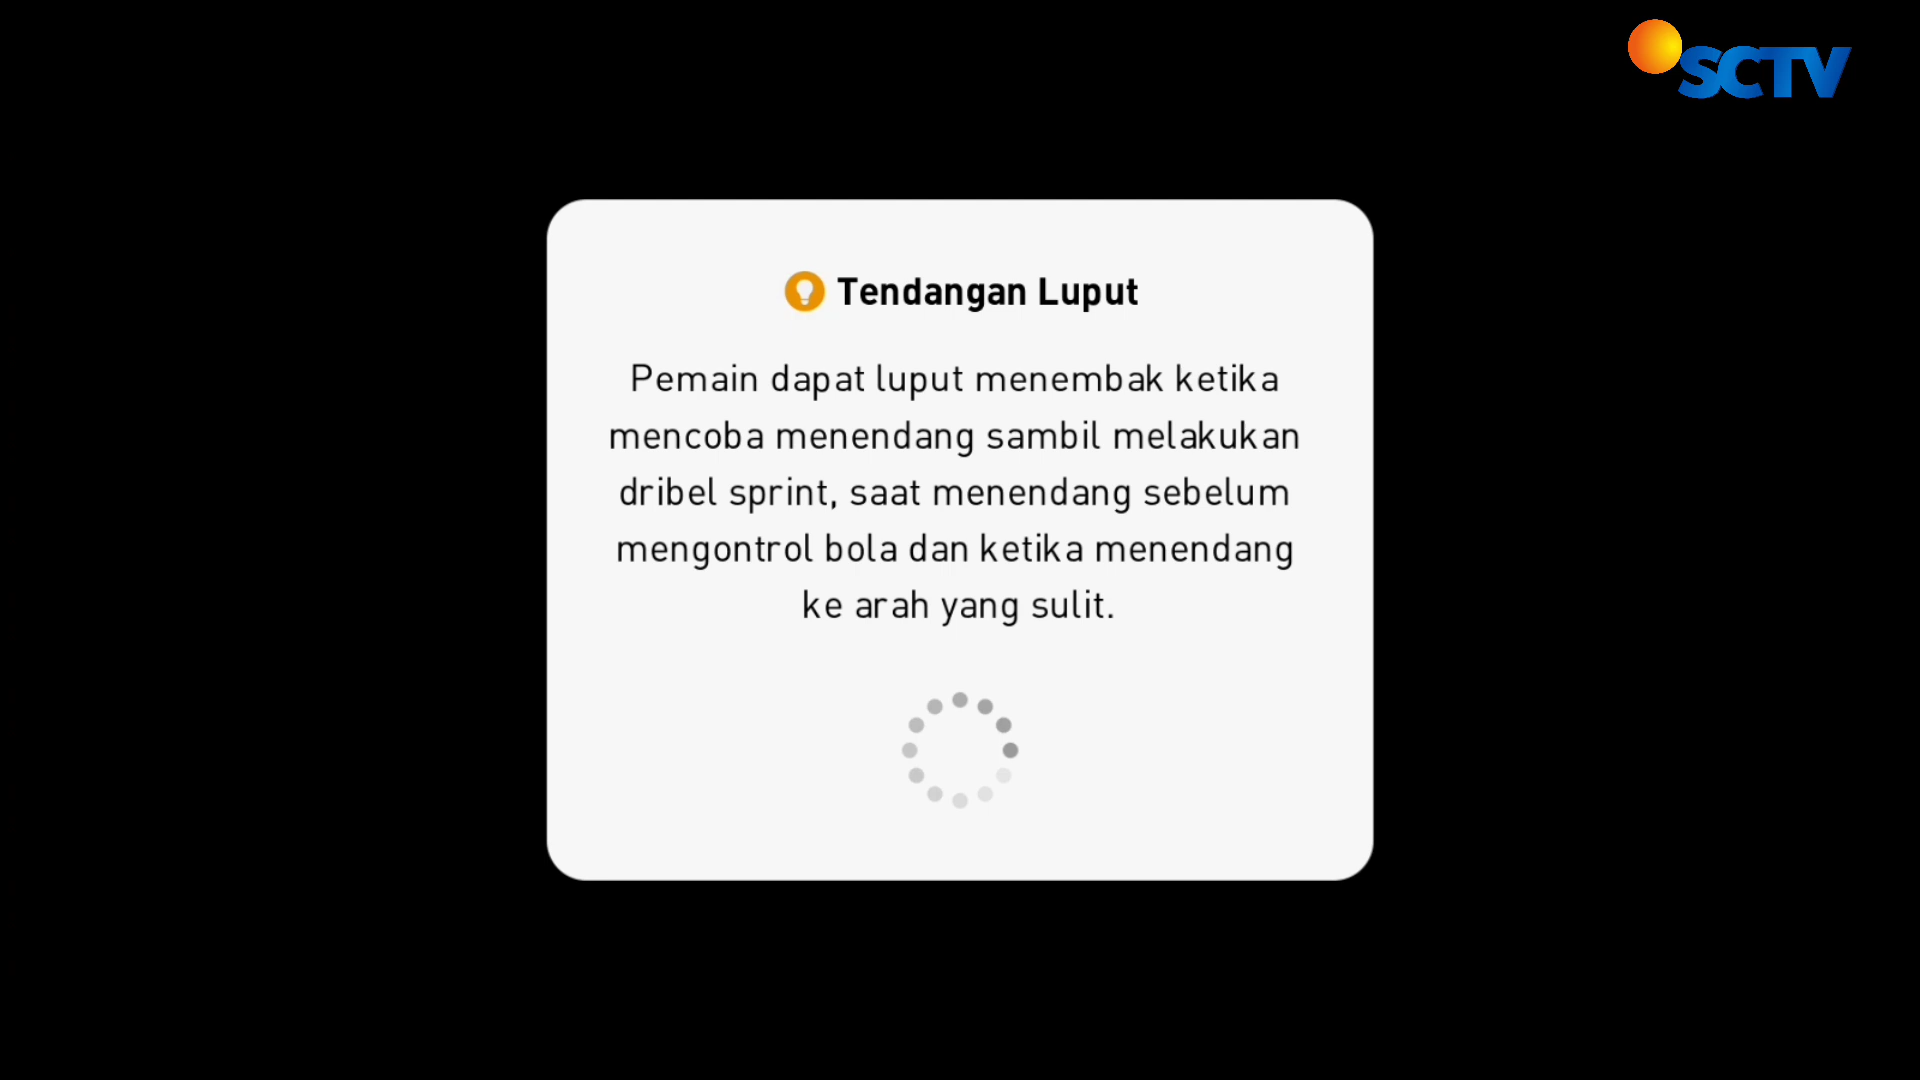 SCTV
Tendangan Luput
Pemain dapat luput menembak ketika
mencoba menendang sambil melakukan
dribel sprint, saat menendang sebelum
mengontrol bola dan ketika menendang
ke arah yang sulit.